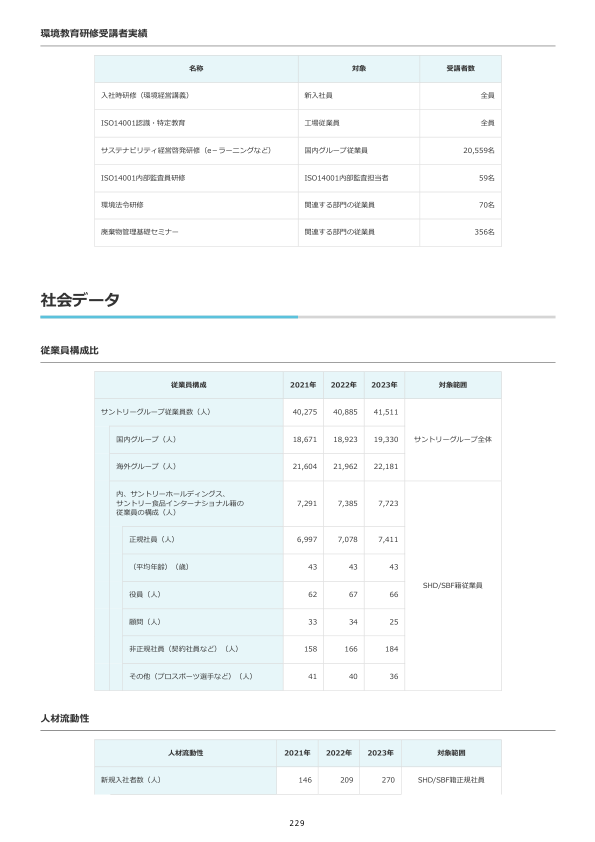 環境教育研修受講者実績
名称 対象 受講者数
入社時研修（環境経営講義） 新入社員 全員
ISO14001認識・特定教育 工場従業員 全員
サステナビリティ経営啓発研修（e－ラーニングなど） 国内グループ従業員 20,559名
ISO14001内部監査員研修 ISO14001内部監査担当者 59名
環境法令研修 関連する部門の従業員 70名
廃棄物管理基礎セミナー 関連する部門の従業員 356名
社会データ
従業員構成比
従業員構成 2021年 2022年 2023年 対象範囲
サントリーグループ従業員数（人） 40,275 40,885 41,511
国内グループ（人） 18,671 18,923 19,330 サントリーグループ全体
海外グループ（人） 21,604 21,962 22,181
内、サントリーホールディングス、
サントリー食品インターナショナル籍の
従業員の構成（人） 7,291 7,385 7,723
正規社員（人） 6,997 7,078 7,411
（平均年齢）（歳） 43 43 43
SHD/SBF籍従業員
役員（人） 62 67 66
顧問（人） 33 34 25
非正規社員（契約社員など）（人） 158 166 184
その他（プロスポーツ選手など）（人） 41 40 36
人材流動性
人材流動性 2021年 2022年 2023年 対象範囲
新規入社者数（人） 146 209 270 SHD/SBF籍正規社員
229